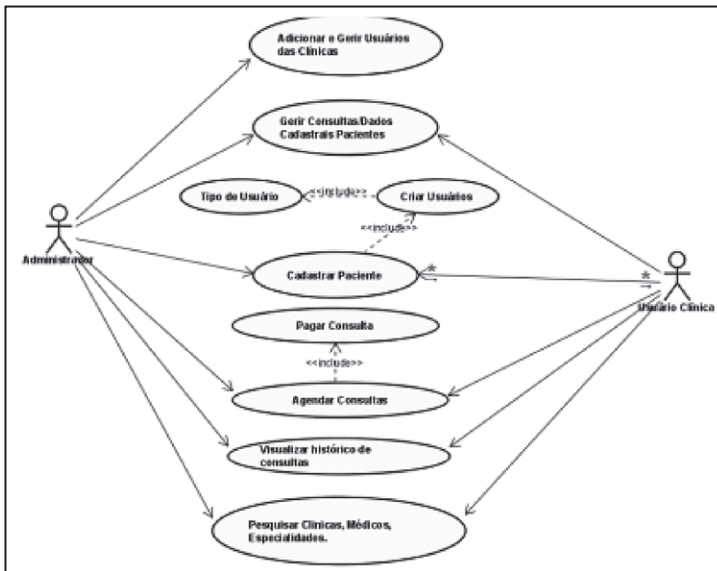 Adicionar e Gerir Usuários
das Clínicas
Gerir Consultas/Dados
Cadastrais Pacientes
Tipo de Usuário
<<include>>
Criar Usuários
<<include>>
Administrador
Cadastrar Paciente
*
*
Usuário Clínica
Pagar Consulta
<<include>>
Agendar Consultas
Visualizar histórico de
consultas
Pesquisar Clínicas, Médicos,
Especialidades.